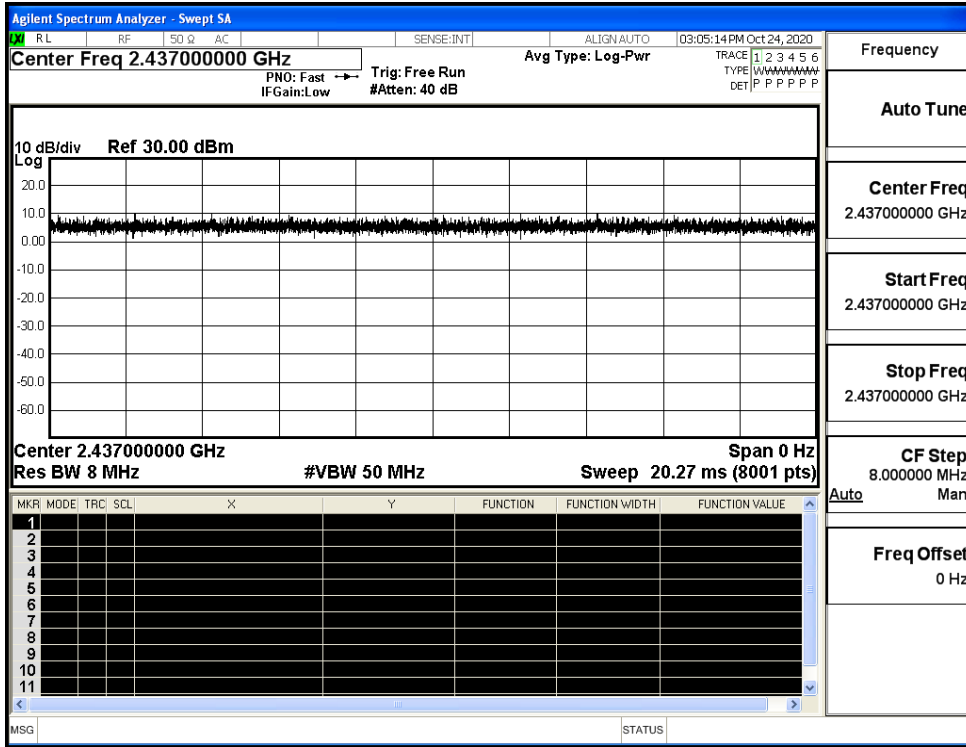 Agilent Spectrum Analyzer - Swept SA
LXI RL RF 50 Ω AC SENSE:INT ALIGNAUTO 03:05:14 PM Oct 24, 2020
Center Freq 2.437000000 GHz
PNO: Fast
IFGain:Low
Trig: Free Run
#Atten: 40 dB
Avg Type: Log-Pwr
TRACE 1 2 3 4 5 6
TYPE
DET P P P P P P
10 dB/div Ref 30.00 dBm
Log
20.0
10.0
0.00
-10.0
-20.0
-30.0
-40.0
-50.0
-60.0
Center 2.437000000 GHz Span 0 Hz
Res BW 8 MHz #VBW 50 MHz Sweep 20.27 ms (8001 pts)
MKR MODE TRC SCL X Y FUNCTION FUNCTION WIDTH FUNCTION VALUE
1
2
3
4
5
6
7
8
9
10
11
MSG STATUS
Frequency
Auto Tune
Center Freq
2.437000000 GHz
Start Freq
2.437000000 GHz
Stop Freq
2.437000000 GHz
CF Step
8.000000 MHz
Auto Man
Freq Offset
0 Hz